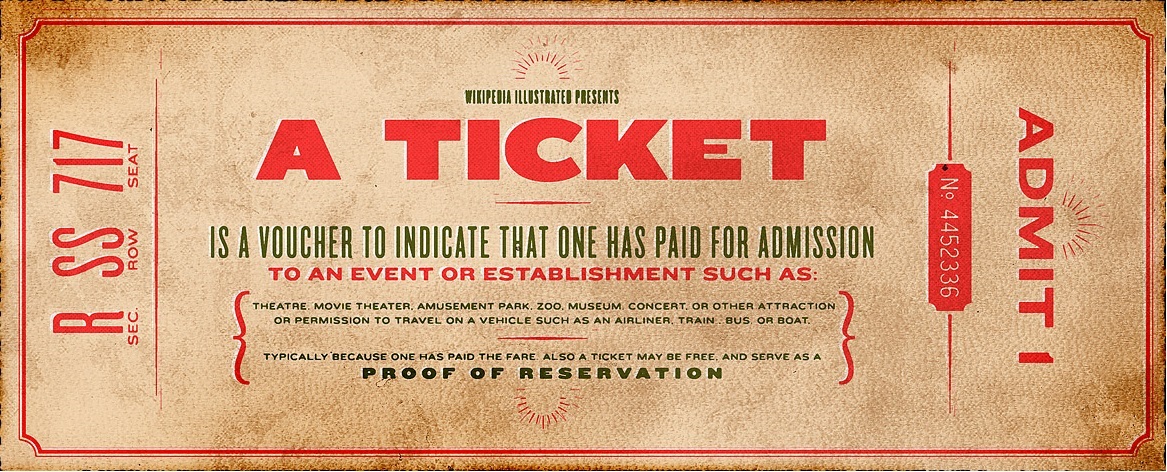 R SS 717
SEC. ROW SEAT
WIKIPEDIA ILLUSTRATED PRESENTS
A TICKET
IS A VOUCHER TO INDICATE THAT ONE HAS PAID FOR ADMISSION
TO AN EVENT OR ESTABLISHMENT SUCH AS:
THEATRE, MOVIE THEATER, AMUSEMENT PARK, ZOO, MUSEUM, CONCERT, OR OTHER ATTRACTION
OR PERMISSION TO TRAVEL ON A VEHICLE SUCH AS AN AIRLINER, TRAIN, BUS, OR BOAT,
TYPICALLY BECAUSE ONE HAS PAID THE FARE. ALSO A TICKET MAY BE FREE, AND SERVE AS A
PROOF OF RESERVATION
No 4452336
ADMIT 1